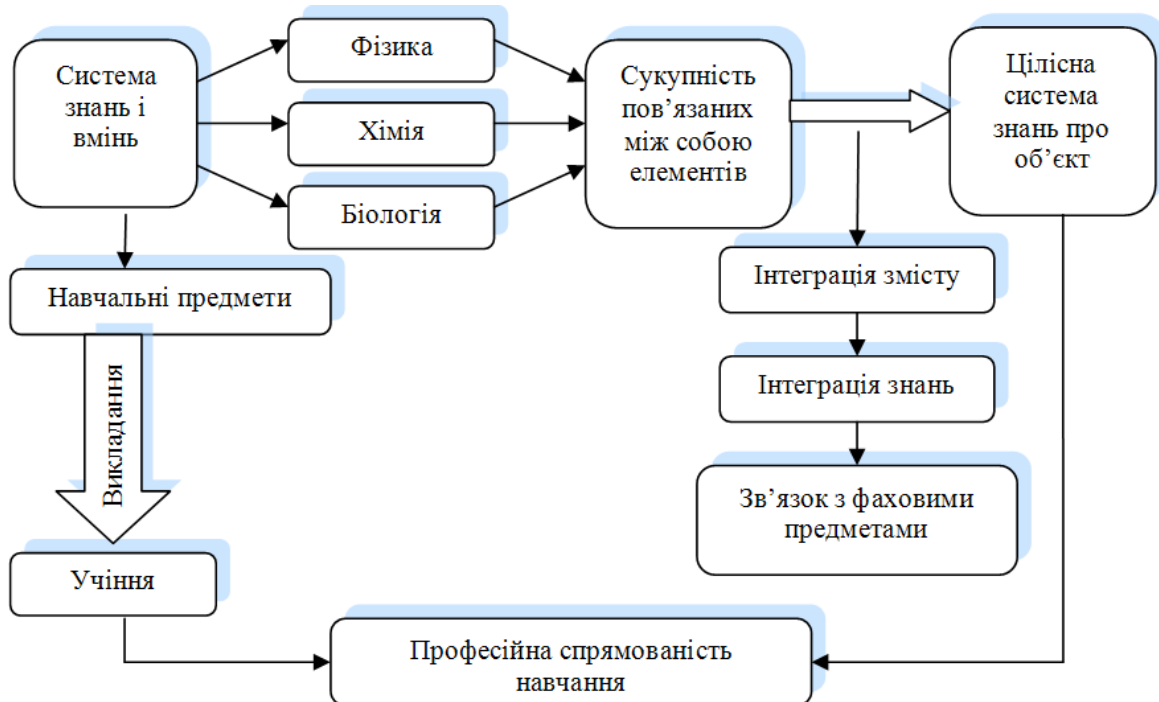 Система
знань і
вмінь
Фізика
Хімія
Біологія
Сукупність
пов’язаних
між собою
елементів
Цілісна
система
знань про
об’єкт
Навчальні предмети
Викладання
Учіння
Інтеграція змісту
Інтеграція знань
Зв’язок з фаховими
предметами
Професійна спрямованість
навчання